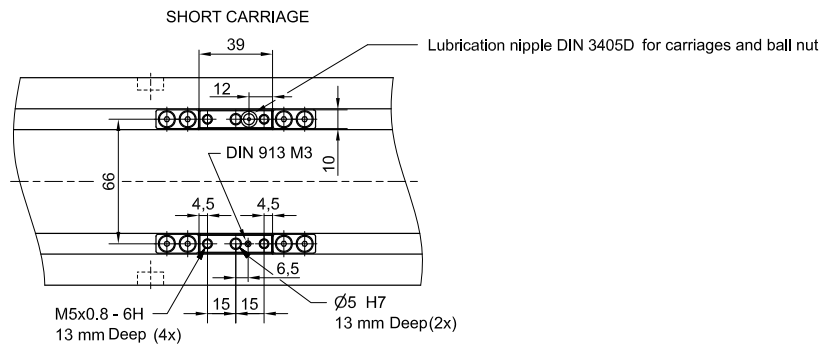 SHORT CARRIAGE
39
Lubrication nipple DIN 3405D for carriages and ball nut
12
DIN 913 M3
10
66
4,5
4,5
6,5
M5x0.8 - 6H
13 mm Deep (4x)
15
15
Ø5 H7
13 mm Deep(2x)